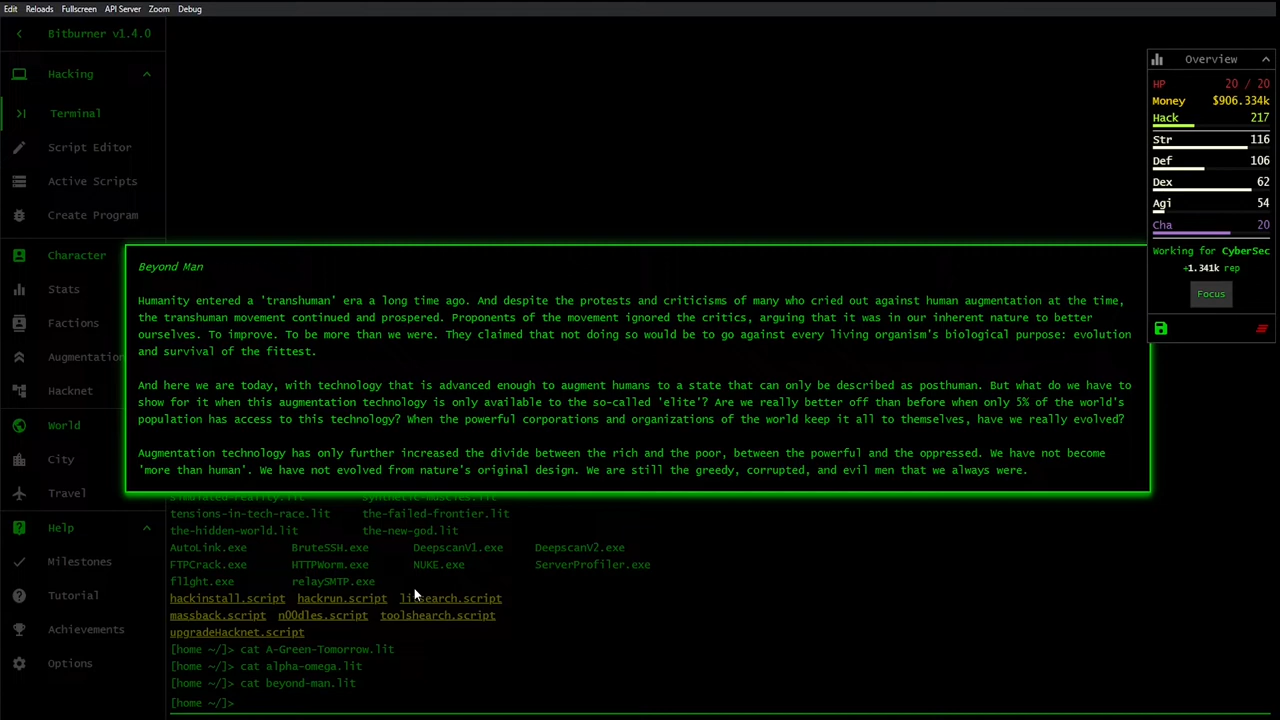 Edit Reloads Fullscreen API Server Zoom Debug
Bitburner v1.4.0
Hacking
Terminal
Script Editor
Active Scripts
Create Program
Character
Stats
Factions
Augmentation
Hacknet
World
City
Travel
Help
Milestones
Tutorial
Achievements
Options
Overview
HP 20 / 20
Money $906.334k
Hack 217
Str 116
Def 106
Dex 62
Agi 54
Cha 20
Working for CyberSec
+1.341k rep
Focus
Beyond Man
Humanity entered a 'transhuman' era a long time ago. And despite the protests and criticisms of many who cried out against human augmentation at the time,
the transhuman movement continued and prospered. Proponents of the movement ignored the critics, arguing that it was in our inherent nature to better
ourselves. To improve. To be more than we were. They claimed that not doing so would be to go against every living organism's biological purpose: evolution
and survival of the fittest.
And here we are today, with technology that is advanced enough to augment humans to a state that can only be described as posthuman. But what do we have to
show for it when this augmentation technology is only available to the so-called 'elite'? Are we really better off than before when only 5% of the world's
population has access to this technology? When the powerful corporations and organizations of the world keep it all to themselves, have we really evolved?
Augmentation technology has only further increased the divide between the rich and the poor, between the powerful and the oppressed. We have not become
'more than human'. We have not evolved from nature's original design. We are still the greedy, corrupted, and evil men that we always were.
simulated-reality.lit synthetic-muscles.lit
tensions-in-tech-race.lit the-failed-frontier.lit
the-hidden-world.lit the-new-god.lit
AutoLink.exe BruteSSH.exe DeepscanV1.exe DeepscanV2.exe
FTPCrack.exe HTTPWorm.exe NUKE.exe ServerProfiler.exe
fl1ght.exe relaySMTP.exe
hackinstall.script hackrun.script
massback.script n00dles.script toolshearch.script
upgradeHacknet.script
[home ~/]> cat A-Green-Tomorrow.lit
[home ~/]> cat alpha-omega.lit
[home ~/]> cat beyond-man.lit
[home ~/]>